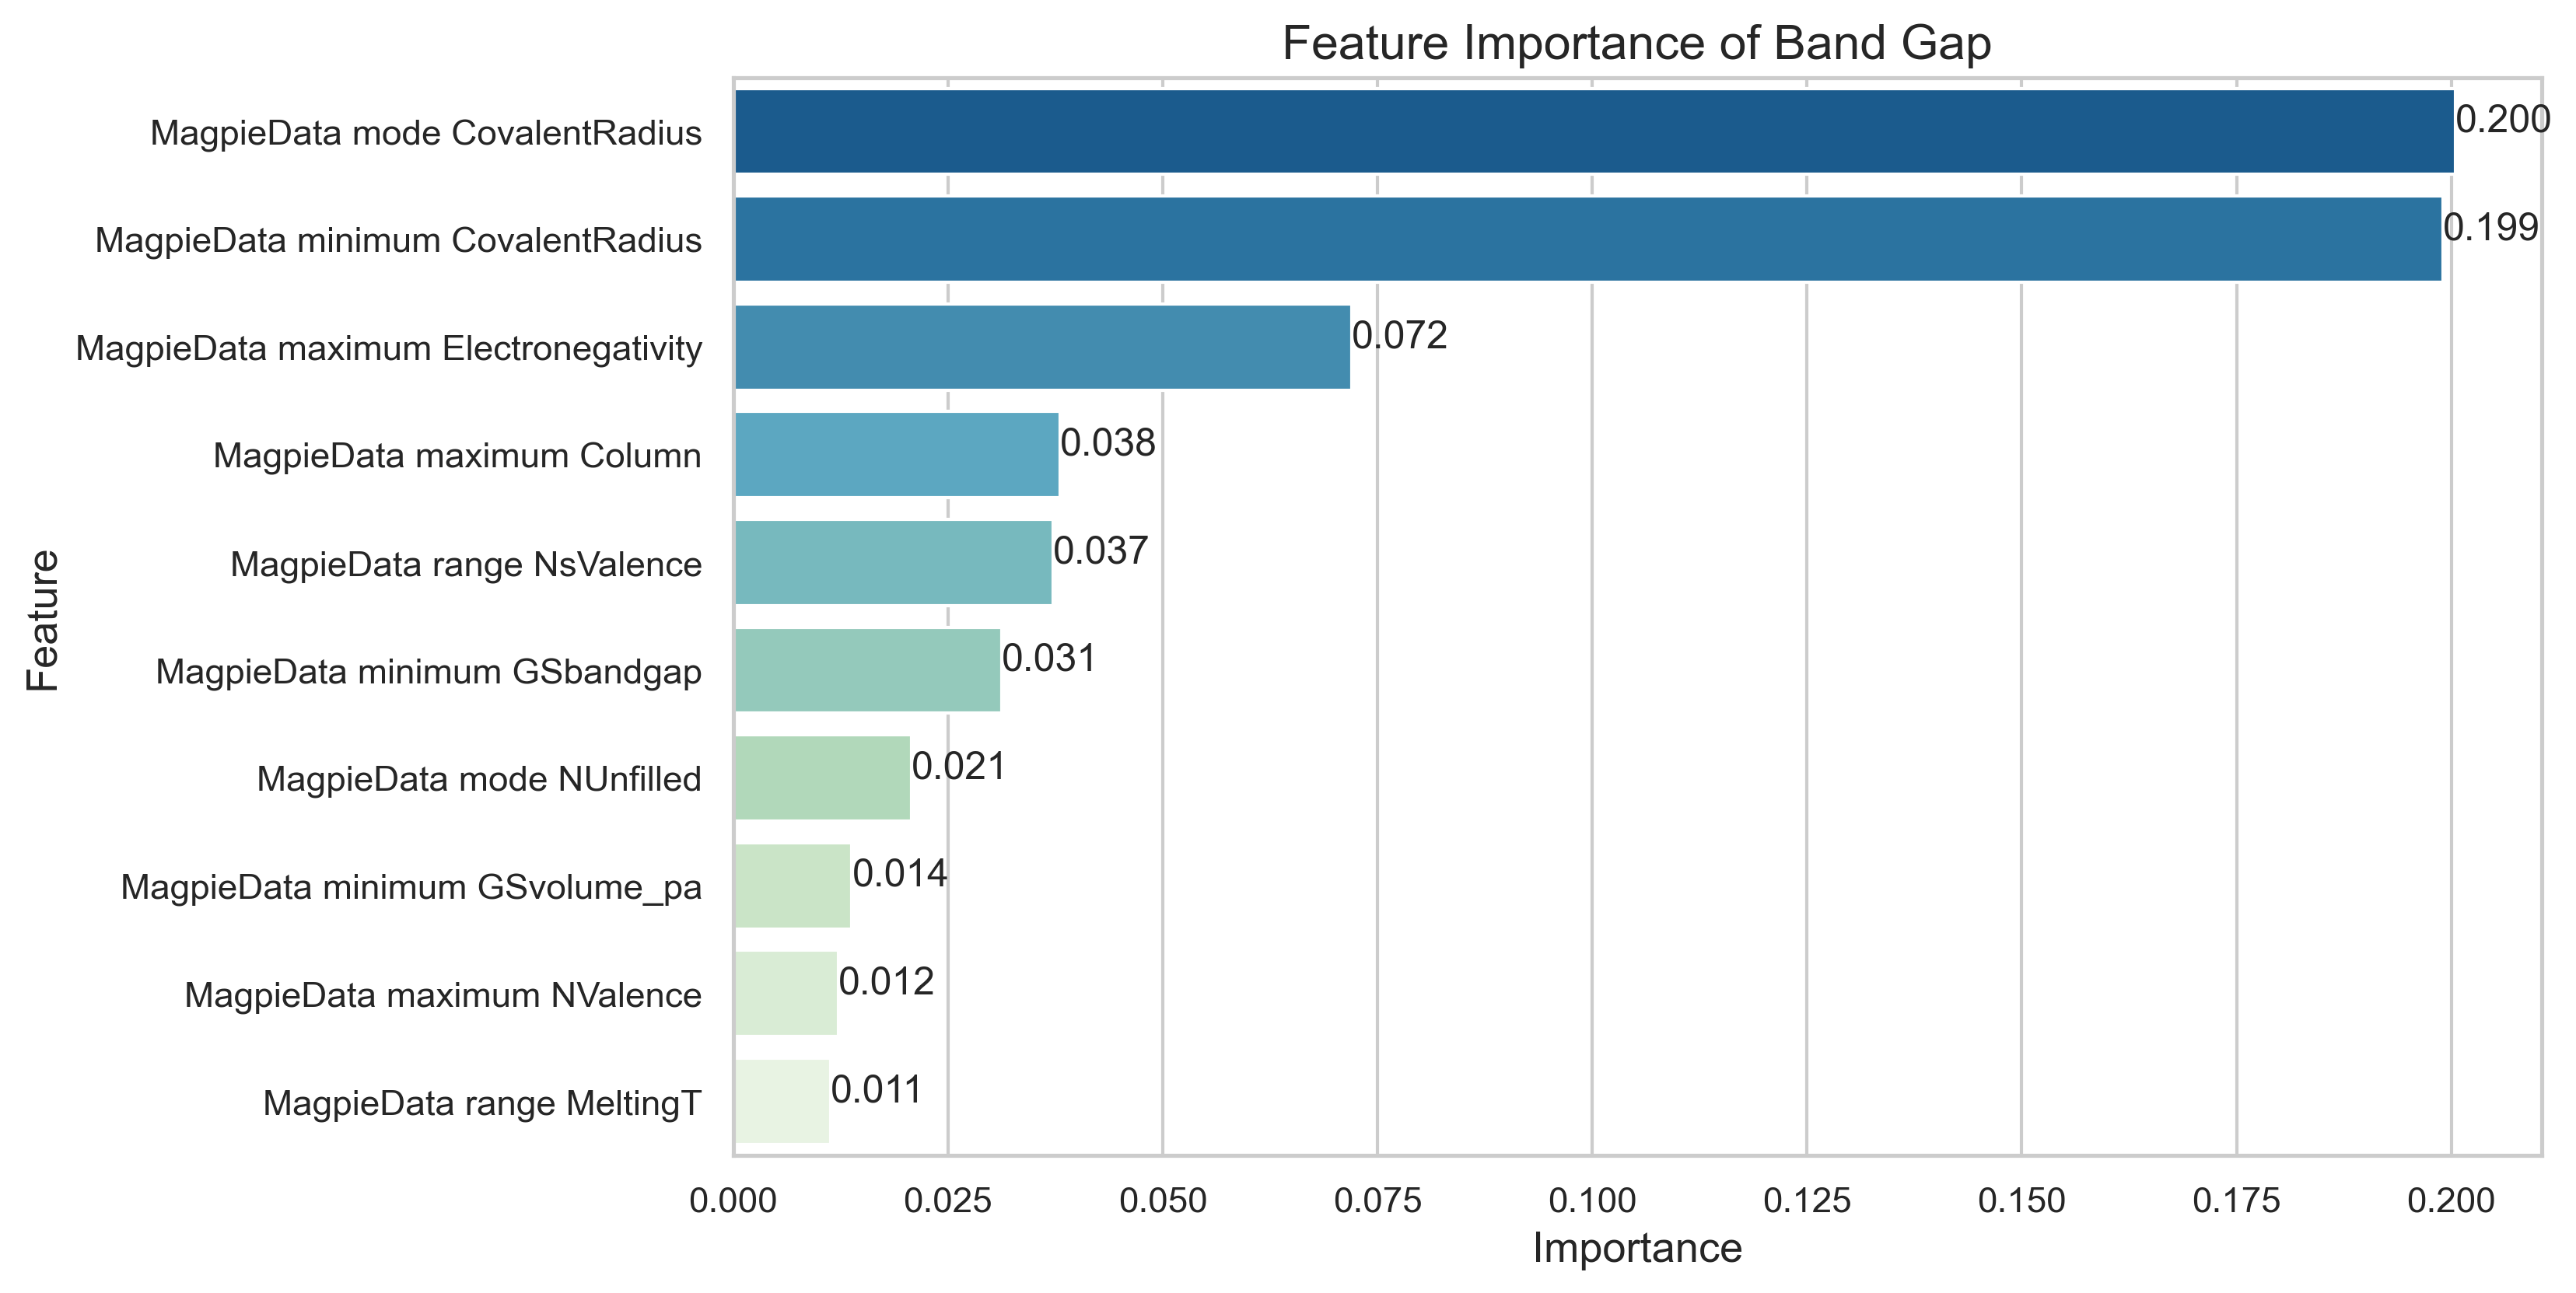 Feature Importance of Band Gap
MagpieData mode CovalentRadius
0.200
MagpieData minimum CovalentRadius
0.199
MagpieData maximum Electronegativity
0.072
MagpieData maximum Column
0.038
MagpieData range NsValence
0.037
Feature
MagpieData minimum GSbandgap
0.031
MagpieData mode NUnfilled
0.021
MagpieData minimum GSvolume_pa
0.014
MagpieData maximum NValence
0.012
MagpieData range MeltingT
0.011
0.000 0.025 0.050 0.075 0.100 0.125 0.150 0.175 0.200
Importance